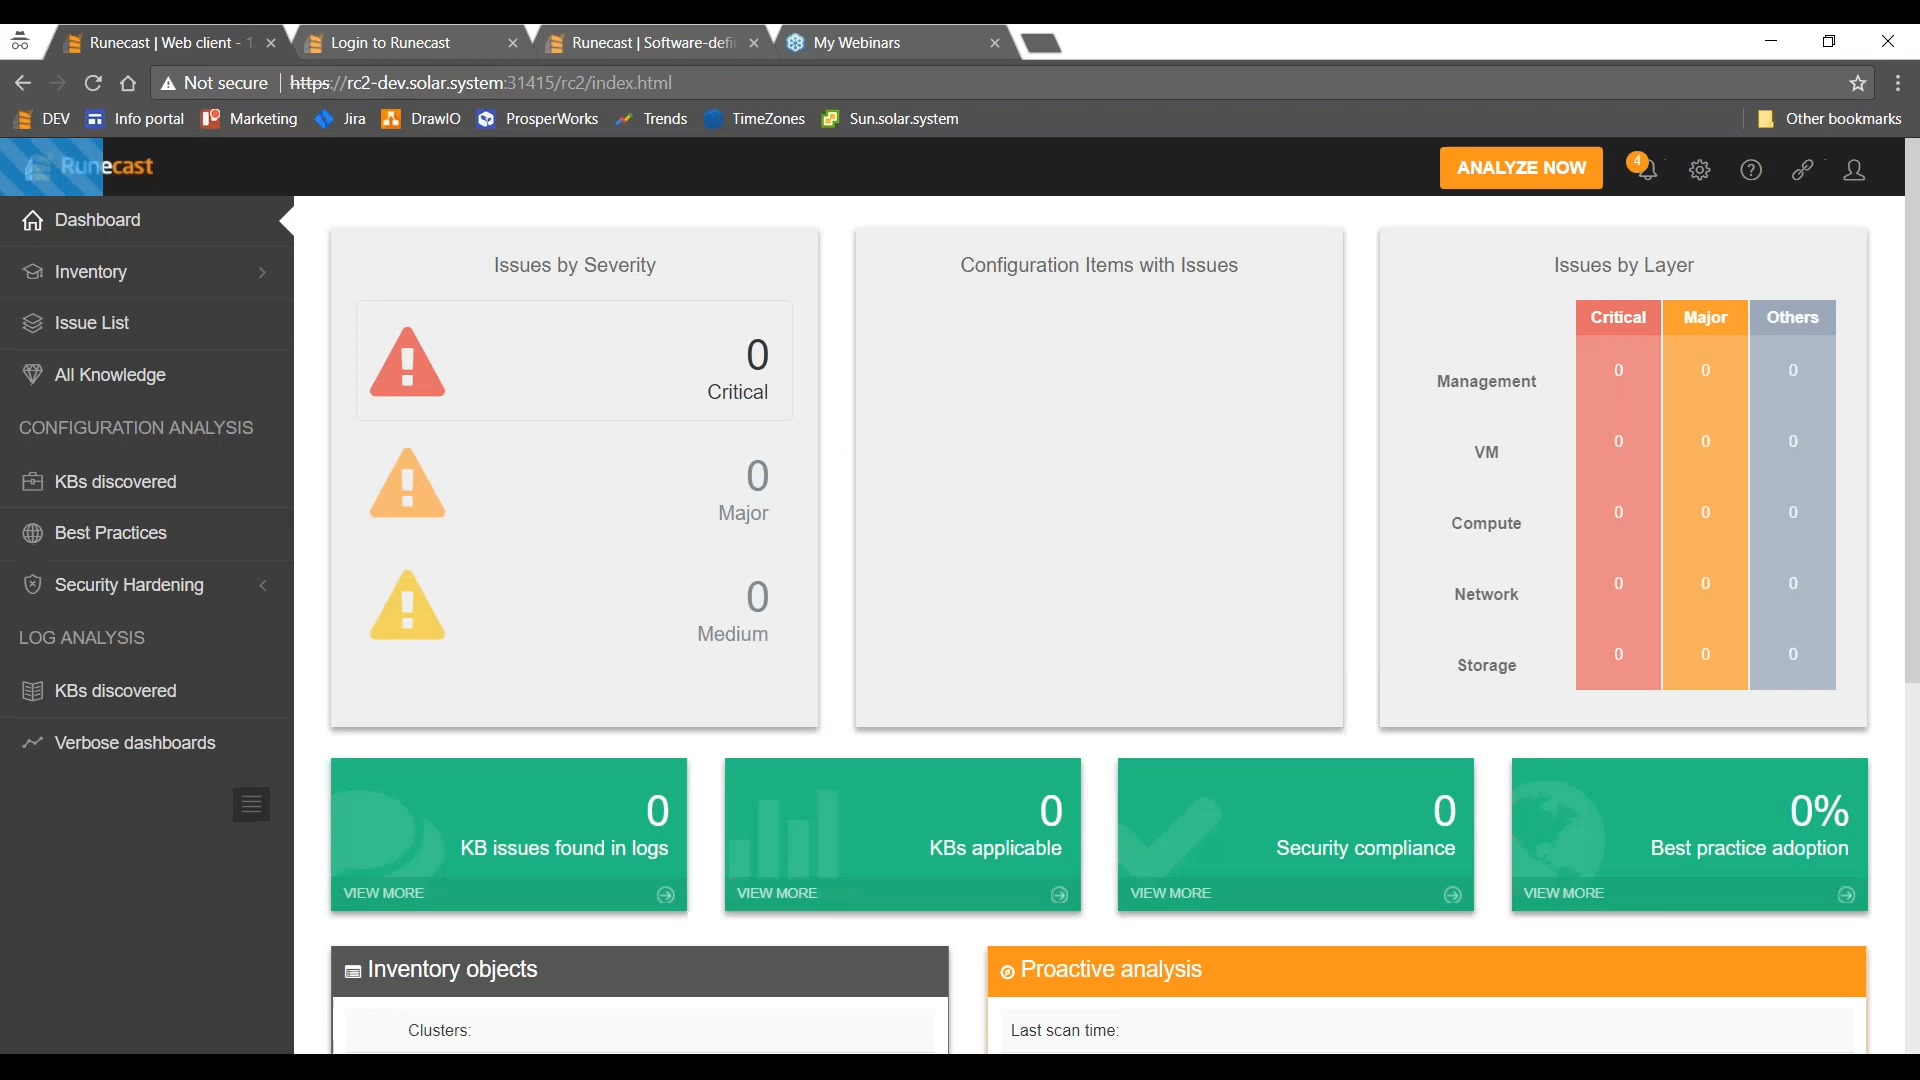 Runecast | Web client - 1
Login to Runecast
Runecast | Software-defi
My Webinars
Not secure
https://rc2-dev.solar.system:31415/rc2/index.html
DEV
Info portal
Marketing
Jira
DrawIO
ProsperWorks
Trends
TimeZones
Sun.solar.system
Other bookmarks
Runecast
ANALYZE NOW
4
Dashboard
Inventory
Issue List
All Knowledge
CONFIGURATION ANALYSIS
KBs discovered
Best Practices
Security Hardening
LOG ANALYSIS
KBs discovered
Verbose dashboards
Issues by Severity
0
Critical
0
Major
0
Medium
Configuration Items with Issues
Issues by Layer
Critical Major Others
Management 0 0 0
VM 0 0 0
Compute 0 0 0
Network 0 0 0
Storage 0 0 0
0
KB issues found in logs
VIEW MORE
0
KBs applicable
VIEW MORE
0
Security compliance
VIEW MORE
0%
Best practice adoption
VIEW MORE
Inventory objects
Clusters:
Proactive analysis
Last scan time: